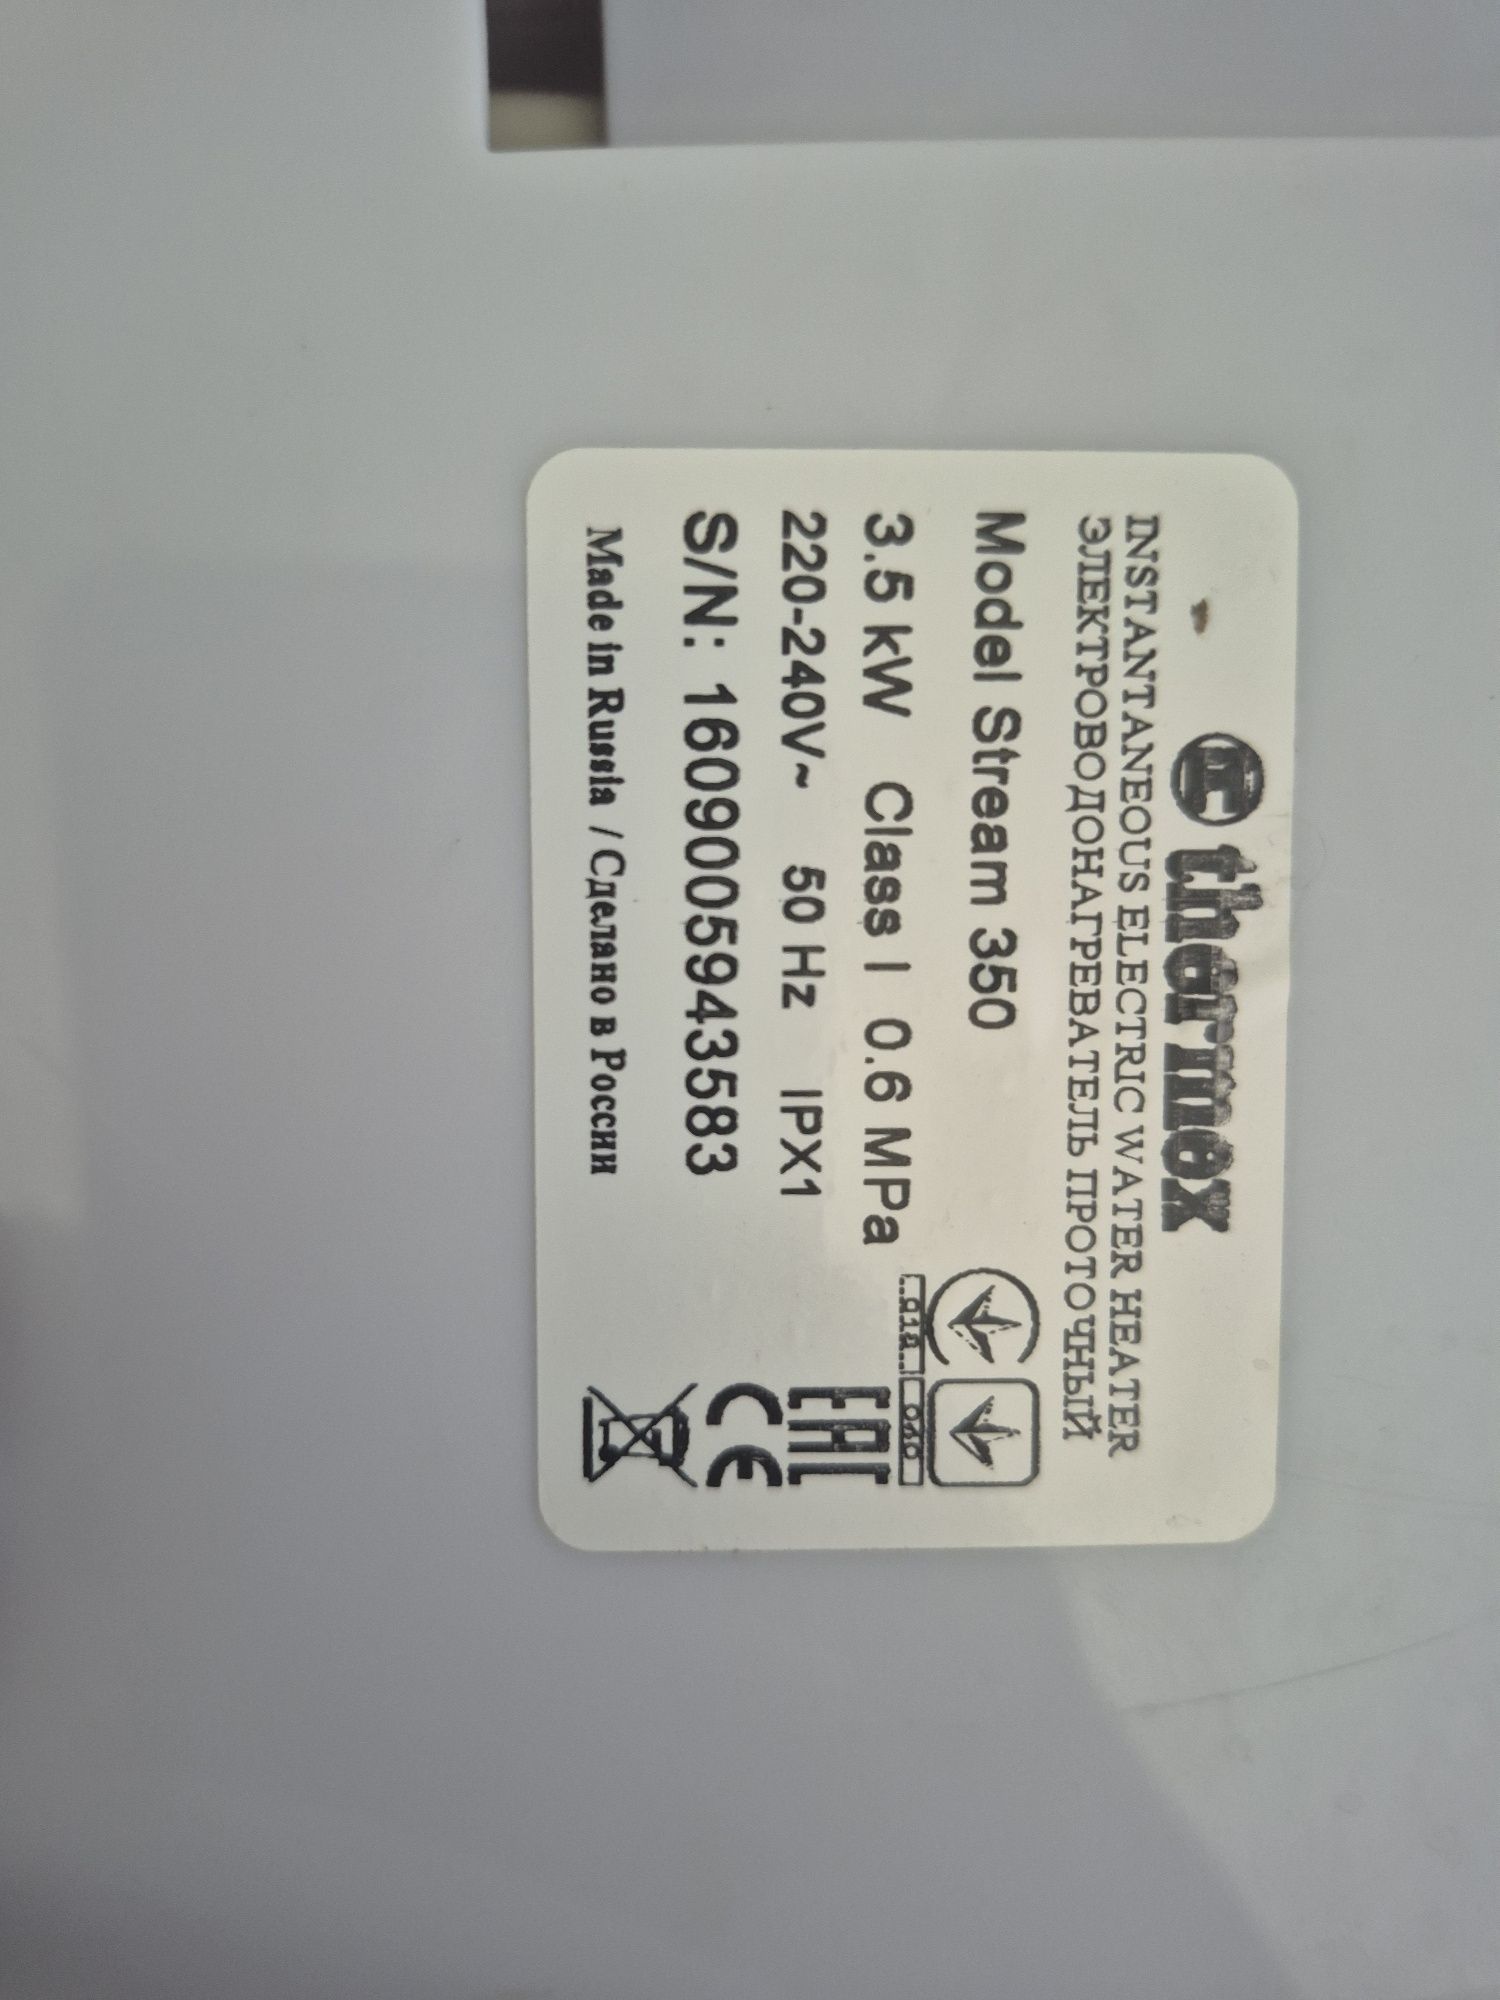 thermex
INSTANTANEOUS ELECTRIC WATER HEATER
ЭЛЕКТРОВОДОНАГРЕВАТЕЛЬ ПРОТОЧНЫЙ
Model Stream 350
3.5 kW Class I 0.6 MPa
220-240V~ 50 Hz IPX1
S/N: 1609005943583
Made in Russia / Сделано в России
EAC
CE